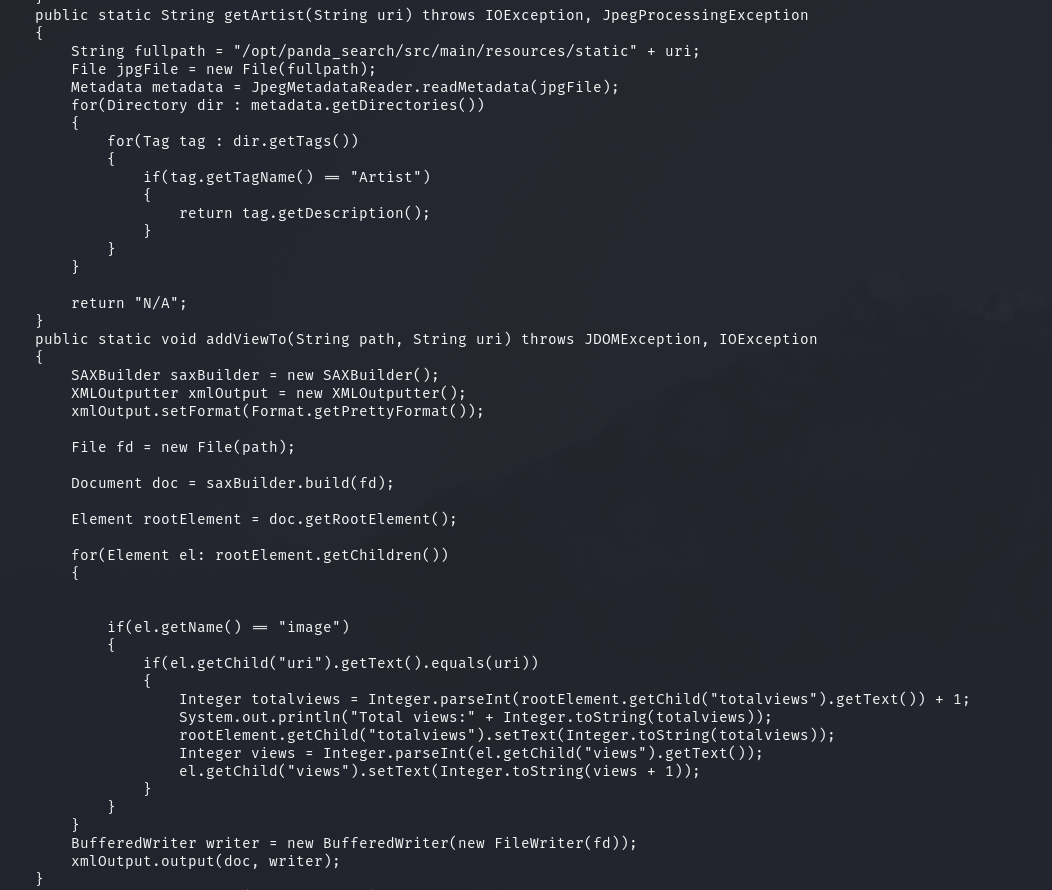 public static String getArtist(String uri) throws IOException, JpegProcessingException
{
String fullpath = "/opt/panda_search/src/main/resources/static" + uri;
File jpgFile = new File(fullpath);
Metadata metadata = JpegMetadataReader.readMetadata(jpgFile);
for(Directory dir : metadata.getDirectories())
{
for(Tag tag : dir.getTags())
{
if(tag.getTagName() == "Artist")
{
return tag.getDescription();
}
}
}
return "N/A";
}
public static void addViewTo(String path, String uri) throws JDOMException, IOException
{
SAXBuilder saxBuilder = new SAXBuilder();
XMLOutputter xmlOutput = new XMLOutputter();
xmlOutput.setFormat(Format.getPrettyFormat());
File fd = new File(path);
Document doc = saxBuilder.build(fd);
Element rootElement = doc.getRootElement();
for(Element el: rootElement.getChildren())
{
if(el.getName() == "image")
{
if(el.getChild("uri").getText().equals(uri))
{
Integer totalviews = Integer.parseInt(rootElement.getChild("totalviews").getText()) + 1;
System.out.println("Total views:" + Integer.toString(totalviews));
rootElement.getChild("totalviews").setText(Integer.toString(totalviews));
Integer views = Integer.parseInt(el.getChild("views").getText());
el.getChild("views").setText(Integer.toString(views + 1));
}
}
}
BufferedWriter writer = new BufferedWriter(new FileWriter(fd));
xmlOutput.output(doc, writer);
}